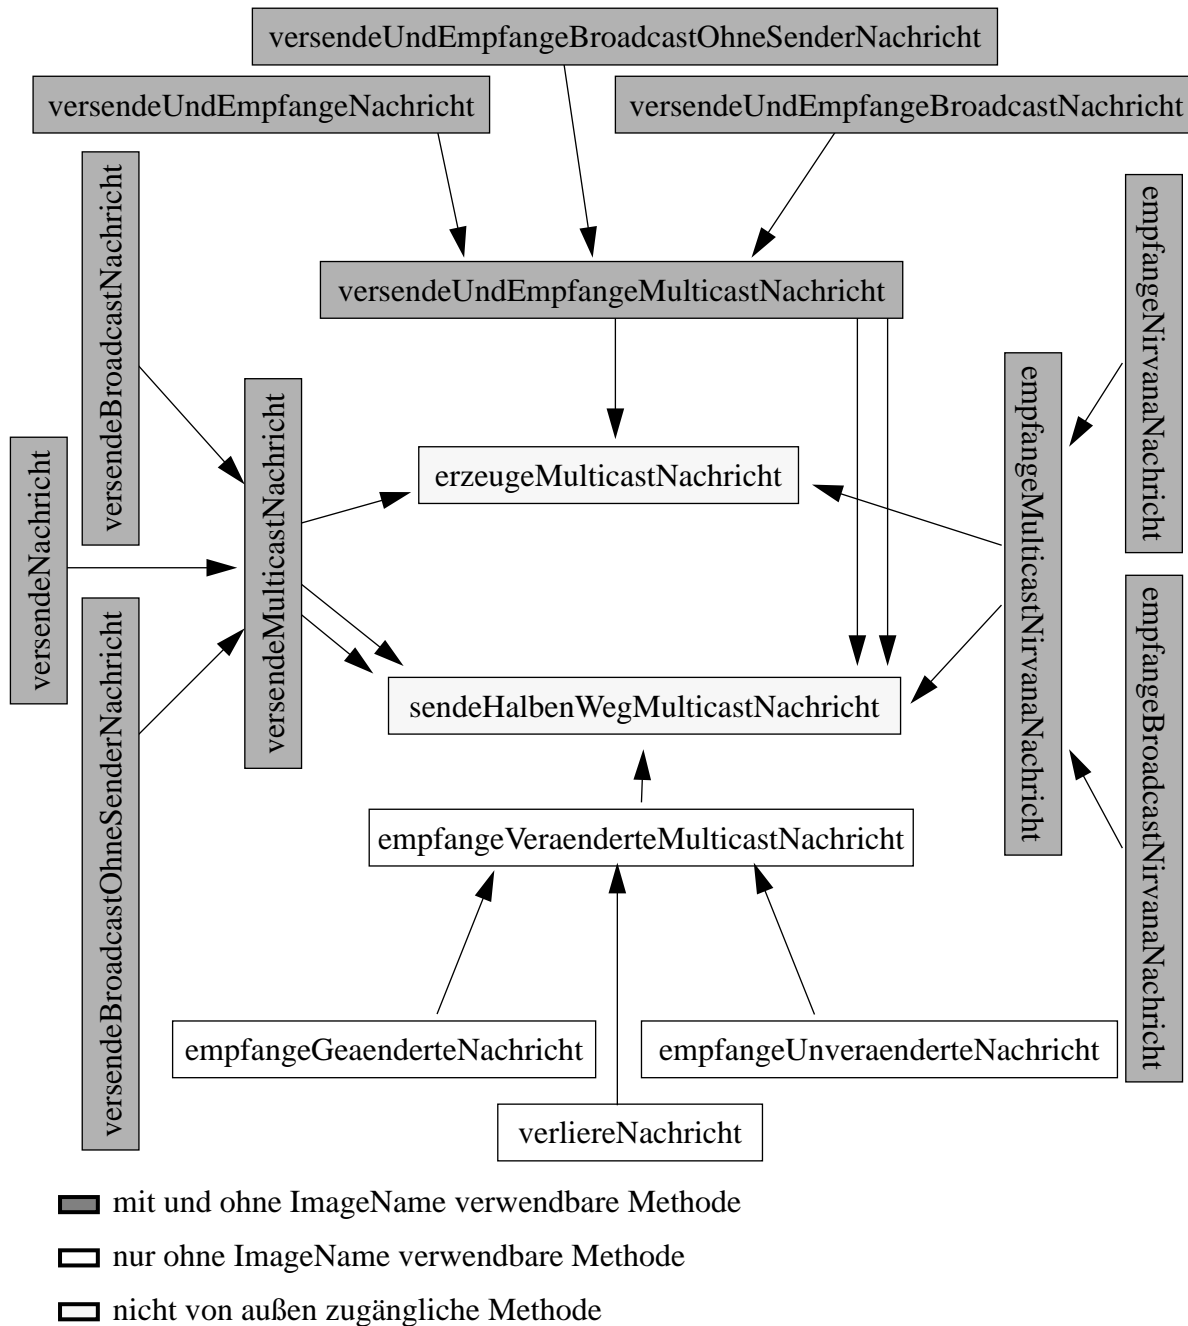 versendeUndEmpfangeBroadcastOhneSenderNachricht
versendeUndEmpfangeNachricht
versendeUndEmpfangeBroadcastNachricht
versendeBroadcastNachricht
empfangeNirvanaNachricht
versendeUndEmpfangeMulticastNachricht
empfangeMulticastNirvanaNachricht
versendeMulticastNachricht
versendeNachricht
erzeugeMulticastNachricht
empfangeBroadcastNirvanaNachricht
versendeBroadcastOhneSenderNachricht
sendeHalbenWegMulticastNachricht
empfangeVeraenderteMulticastNachricht
empfangeGeaenderteNachricht
empfangeUnveraenderteNachricht
verliereNachricht
mit und ohne ImageName verwendbare Methode
nur ohne ImageName verwendbare Methode
nicht von außen zugängliche Methode